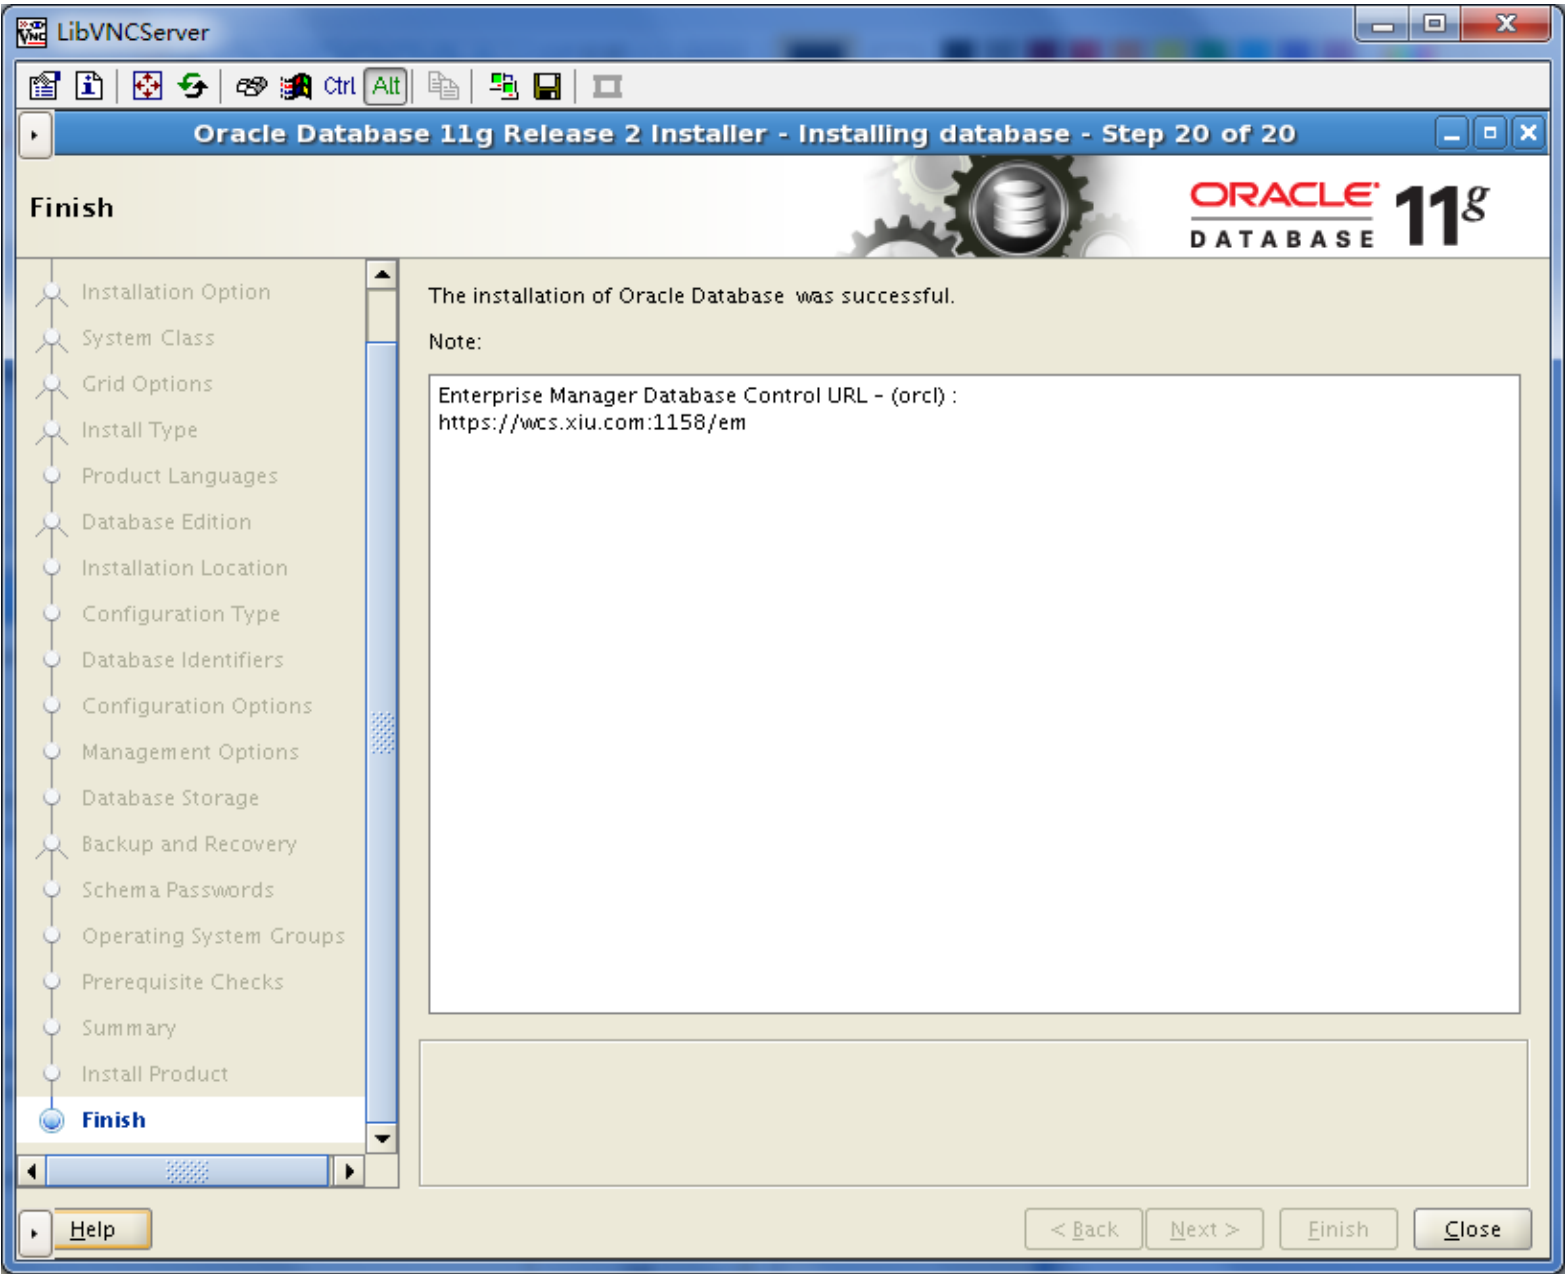 LibVNCServer
Ctrl Alt
Oracle Database 11g Release 2 Installer - Installing database - Step 20 of 20
Finish
ORACLE 11g
DATABASE
Installation Option
System Class
Grid Options
Install Type
Product Languages
Database Edition
Installation Location
Configuration Type
Database Identifiers
Configuration Options
Management Options
Database Storage
Backup and Recovery
Schema Passwords
Operating System Groups
Prerequisite Checks
Summary
Install Product
Finish
The installation of Oracle Database was successful.
Note:
Enterprise Manager Database Control URL - (orcl) :
https://wcs.xiu.com:1158/em
Help
< Back
Next >
Finish
Close